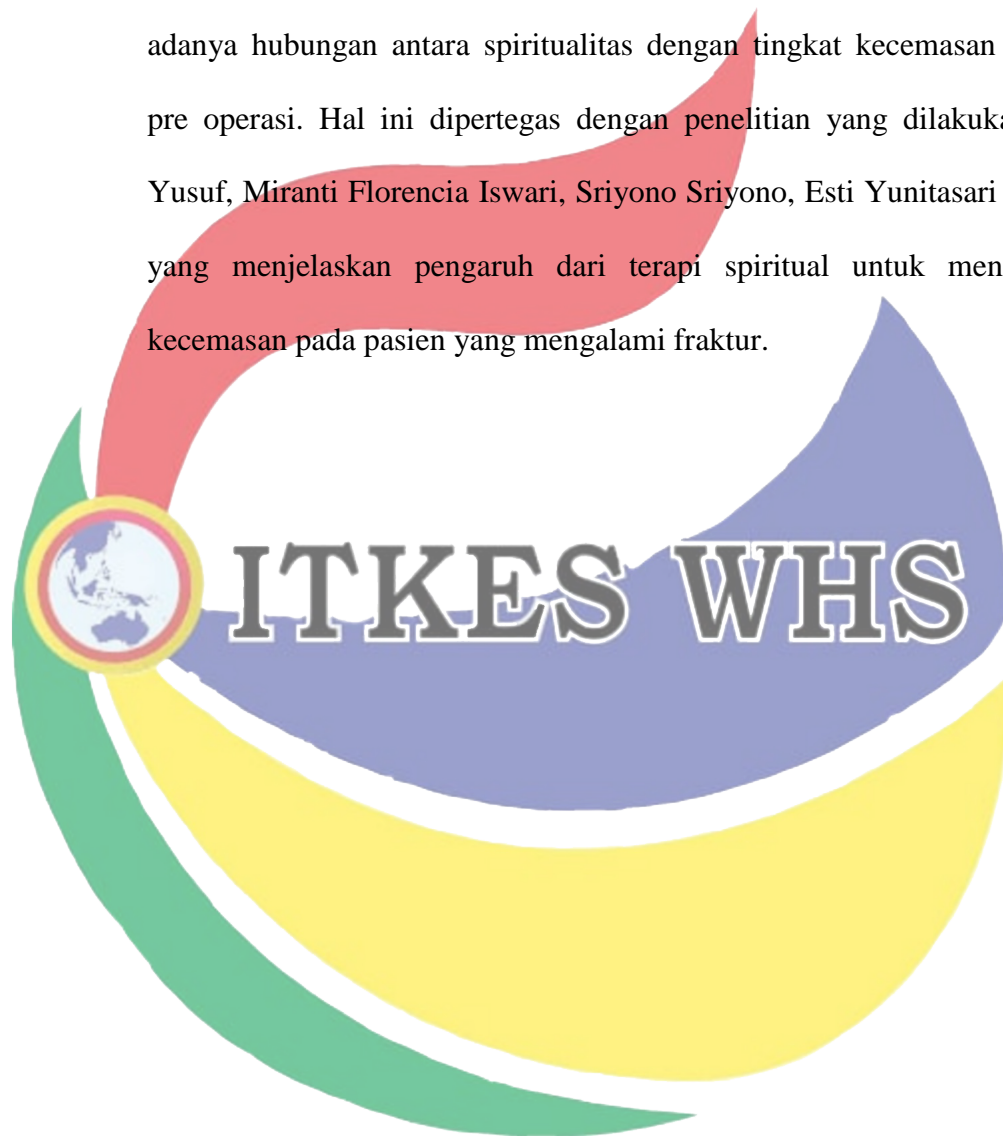 adanya hubungan antara spiritualitas dengan tingkat kecemasan
pre operasi. Hal ini dipertegas dengan penelitian yang dilakuka
Yusuf, Miranti Florencia Iswari, Sriyono Sriyono, Esti Yunitasari
yang menjelaskan pengaruh dari terapi spiritual untuk men
kecemasan pada pasien yang mengalami fraktur.
ITKES WHS